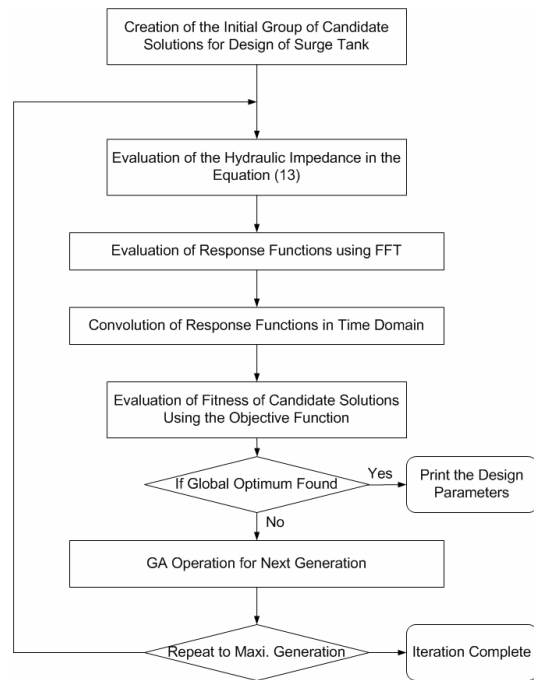 Creation of the Initial Group of Candidate
Solutions for Design of Surge Tank
Evaluation of the Hydraulic Impedance in the
Equation (13)
Evaluation of Response Functions using FFT
Convolution of Response Functions in Time Domain
Evaluation of Fitness of Candidate Solutions
Using the Objective Function
If Global Optimum Found
Yes
Print the Design
Parameters
No
GA Operation for Next Generation
Repeat to Maxi. Generation
Iteration Complete